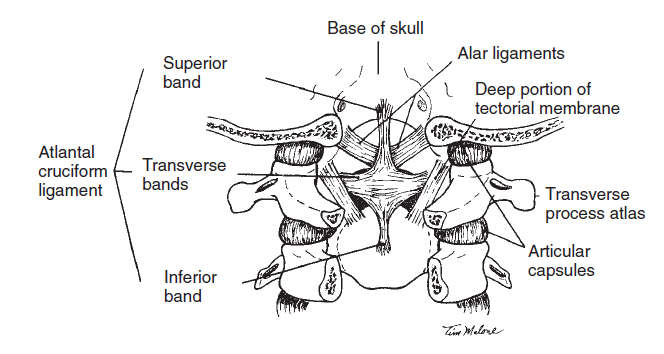 Base of skull
Superior
band
Alar ligaments
Deep portion of
tectorial membrane
Atlantal
cruciform
ligament
Transverse
bands
Transverse
process atlas
Articular
capsules
Inferior
band
Tim Malone